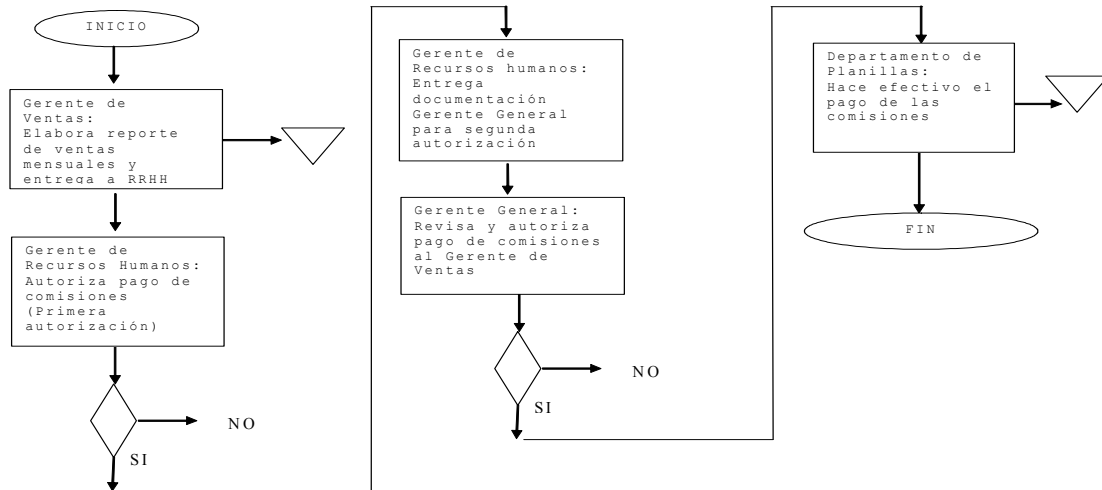 INICIO
Gerente de
Ventas:
Elabora reporte
de ventas
mensuales y
entrega a RRHH
Gerente de
Recursos Humanos:
Autoriza pago de
comisiones
(Primera
autorización)
NO
SI
Gerente de
Recursos humanos:
Entrega
documentación
Gerente General
para segunda
autorización
Gerente General:
Revisa y autoriza
pago de comisiones
al Gerente de
Ventas
NO
SI
Departamento de
Planillas:
Hace efectivo el
pago de las
comisiones
FIN